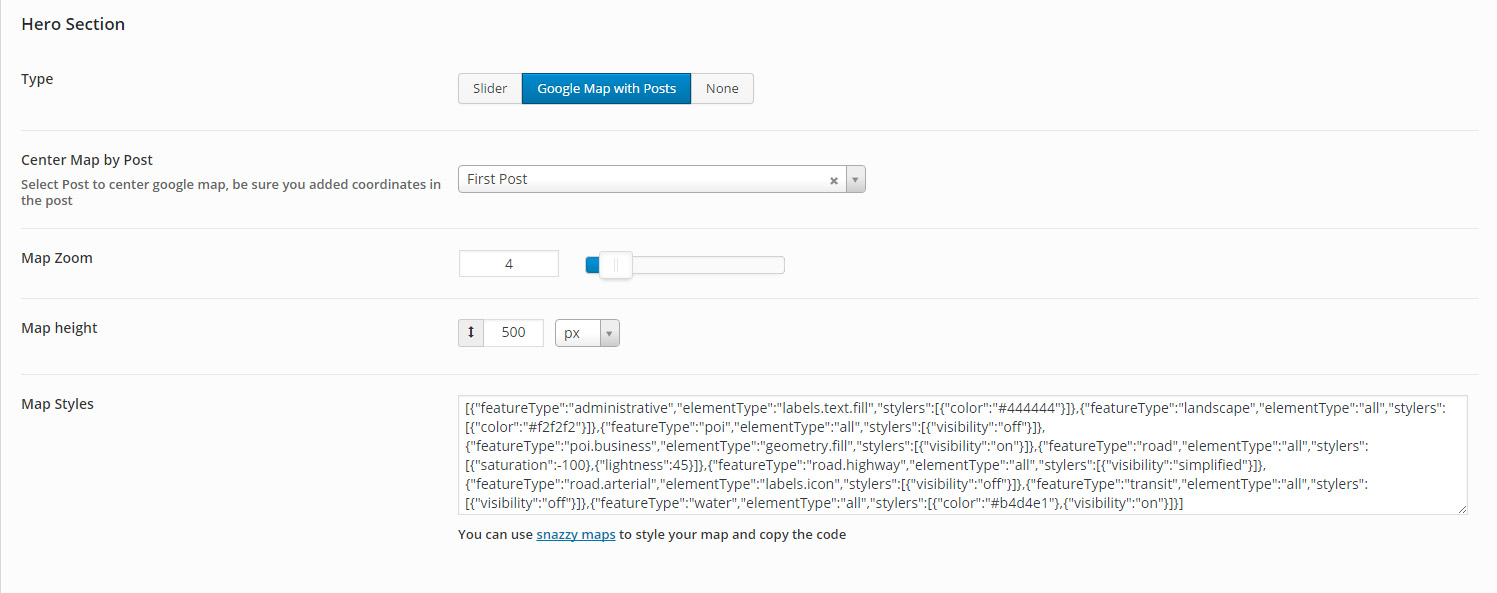 Hero Section
Type
Slider
Google Map with Posts
None
Center Map by Post
Select Post to center google map, be sure you added coordinates in
the post
First Post
Map Zoom
4
Map height
500
px
Map Styles
[{"featureType":"administrative","elementType":"labels.text.fill","stylers":[{"color":"#444444"}]},{"featureType":"landscape","elementType":"all","stylers":
[{"color":"#f2f2f2"}]},{"featureType":"poi","elementType":"all","stylers":[{"visibility":"off"}]},
{"featureType":"poi.business","elementType":"geometry.fill","stylers":[{"visibility":"on"}]},{"featureType":"road","elementType":"all","stylers":
[{"saturation":-100},{"lightness":45}]},{"featureType":"road.highway","elementType":"all","stylers":[{"visibility":"simplified"}]},
{"featureType":"road.arterial","elementType":"labels.icon","stylers":[{"visibility":"off"}]},{"featureType":"transit","elementType":"all","stylers":
[{"visibility":"off"}]},{"featureType":"water","elementType":"all","stylers":[{"color":"#b4d4e1"},{"visibility":"on"}]}]
You can use snazzy maps to style your map and copy the code